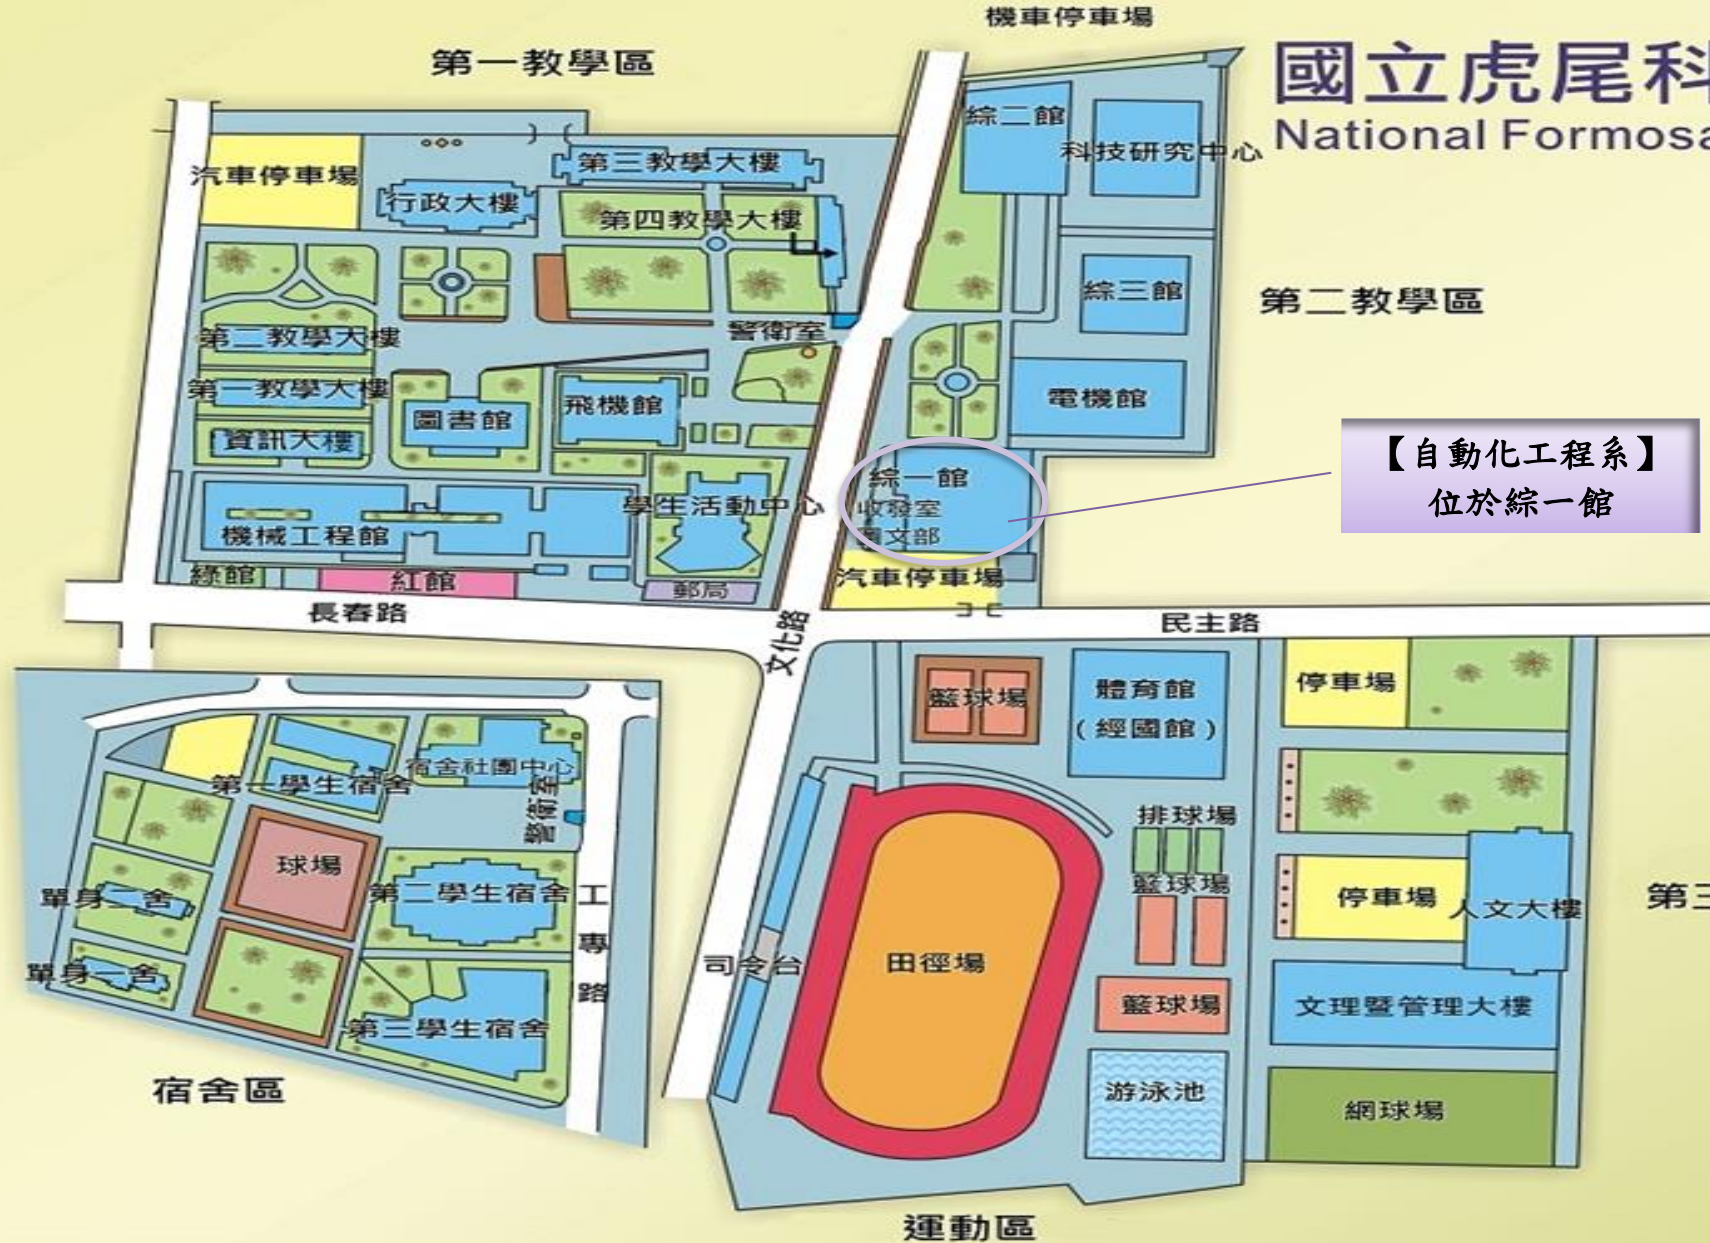 機車停車場
國立虎尾科
National Formosa
第一教學區
綜二館
科技研究中心
第三教學大樓
汽車停車場
行政大樓
第四教學大樓
綜三館
第二教學區
第二教學大樓
警衛室
第一教學大樓
圖書館
飛機館
電機館
資訊大樓
【自動化工程系】
位於綜一館
綜一館
收發室
學生活動中心
機械工程館
汽車停車場
綠館
紅館
郵局
長春路
文化路
民主路
籃球場
體育館
(經國館)
停車場
宿舍社團中心
第一學生宿舍
警衛室
排球場
球場
籃球場
第二學生宿舍
單身二舍
工專路
停車場
人文大樓
第三
司令台
田徑場
單身一舍
籃球場
文理暨管理大樓
第三學生宿舍
宿舍區
游泳池
網球場
運動區